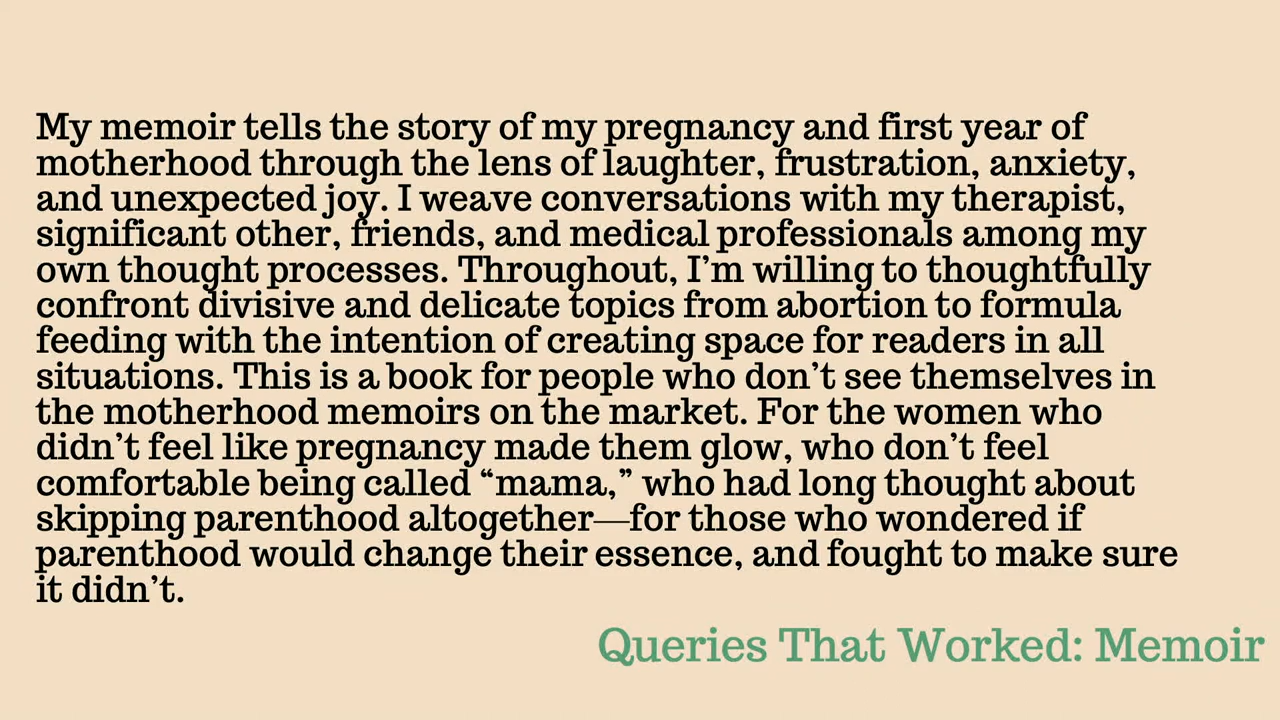 My memoir tells the story of my pregnancy and first year of
motherhood through the lens of laughter, frustration, anxiety,
and unexpected joy. I weave conversations with my therapist,
significant other, friends, and medical professionals among my
own thought processes. Throughout, I’m willing to thoughtfully
confront divisive and delicate topics from abortion to formula
feeding with the intention of creating space for readers in all
situations. This is a book for people who don’t see themselves in
the motherhood memoirs on the market. For the women who
didn’t feel like pregnancy made them glow, who don’t feel
comfortable being called “mama,” who had long thought about
skipping parenthood altogether—for those who wondered if
parenthood would change their essence, and fought to make sure
it didn’t.
Queries That Worked: Memoir